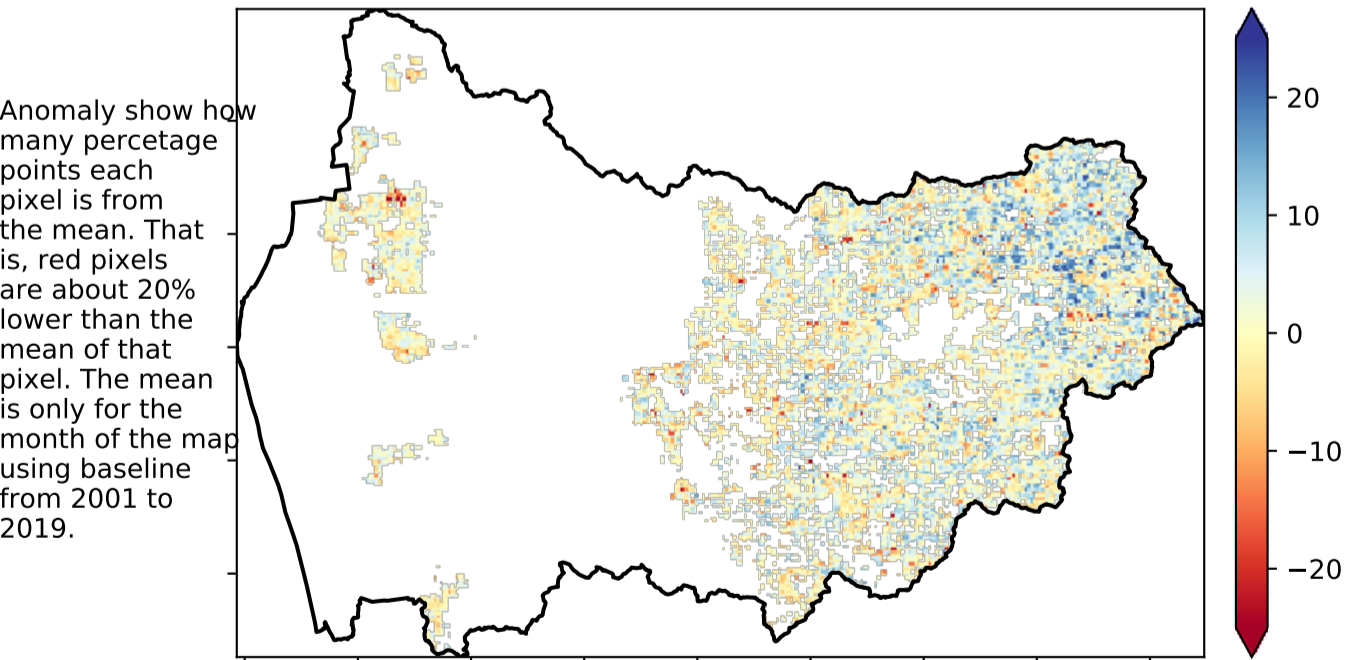 Anomaly show how
many percetage
points each
pixel is from
the mean. That
is, red pixels
are about 20%
lower than the
mean of that
pixel. The mean
is only for the
month of the map
using baseline
from 2001 to
2019.
20
10
0
−10
−20